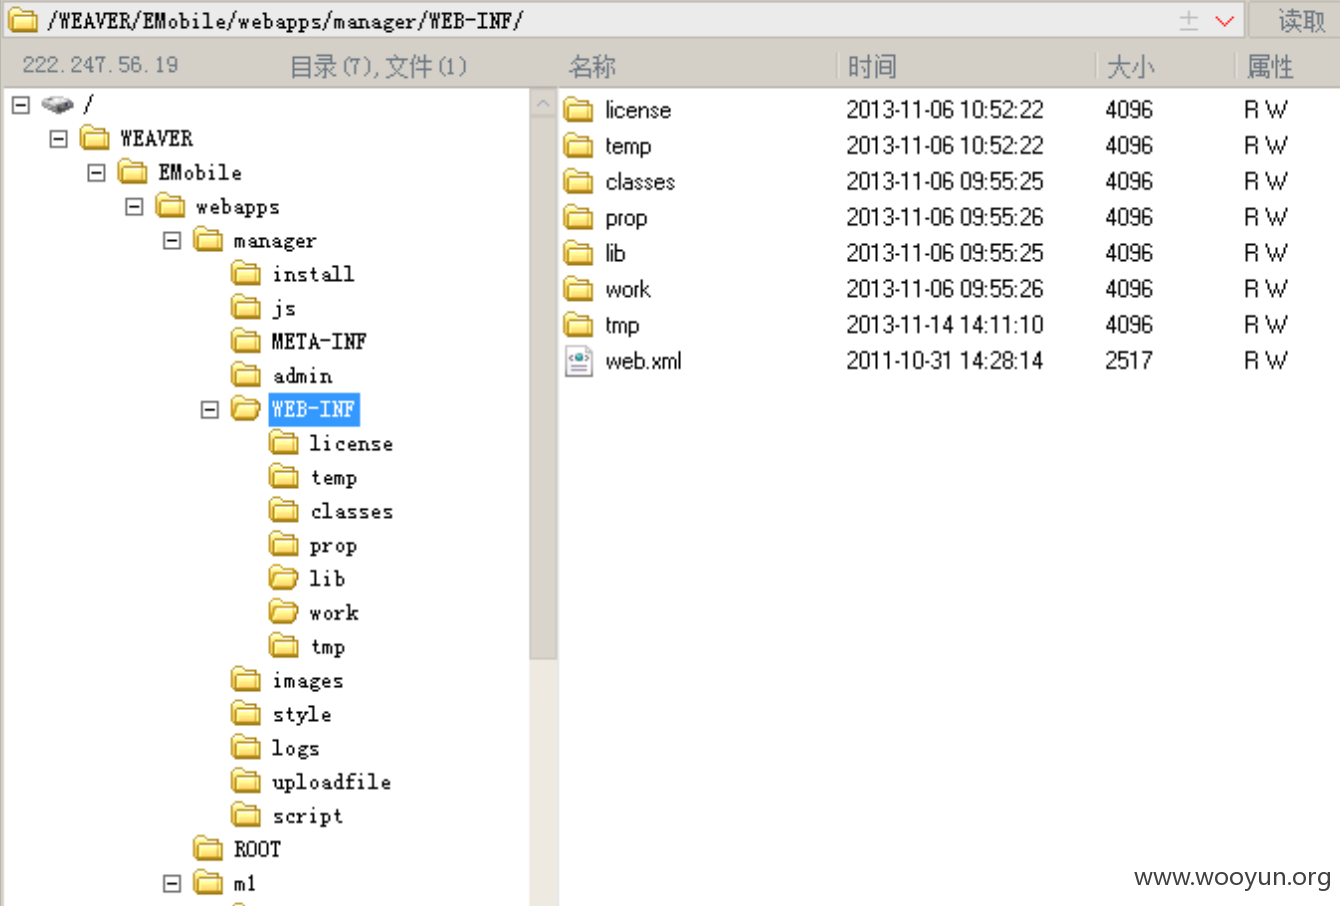 /WEAVER/EMobile/webapps/manager/WEB-INF/ 读取
222.247.56.19 目录(7),文件(1) 名称 时间 大小 属性
/
WEAVER
EMobile
webapps
manager
install
js
META-INF
admin
WEB-INF
license
temp
classes
prop
lib
work
tmp
images
style
logs
uploadfile
script
ROOT
m1
license 2013-11-06 10:52:22 4096 R W
temp 2013-11-06 10:52:22 4096 R W
classes 2013-11-06 09:55:25 4096 R W
prop 2013-11-06 09:55:26 4096 R W
lib 2013-11-06 09:55:25 4096 R W
work 2013-11-06 09:55:26 4096 R W
tmp 2013-11-14 14:11:10 4096 R W
web.xml 2011-10-31 14:28:14 2517 R W
www.wooyun.org